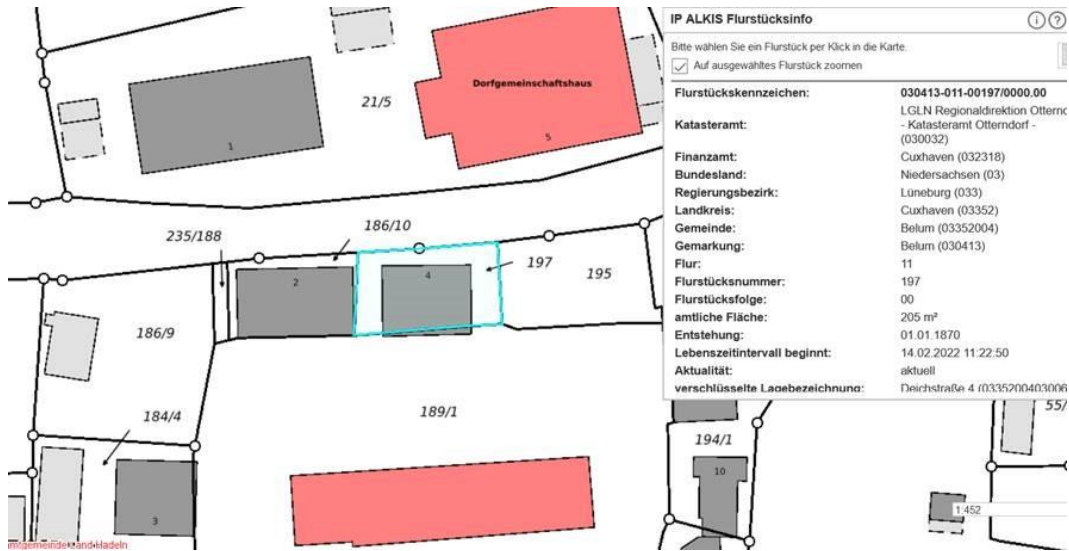 IP ALKIS Flurstücksinfo
Bitte wählen Sie ein Flurstück per Klick in die Karte.
Auf ausgewähltes Flurstück zoomen
Flurstückskennzeichen: 030413-011-00197/0000.00
Katasteramt: LGLN Regionaldirektion
- Katasteramt Otterndorf -
(030032)
Finanzamt: Cuxhaven (032318)
Bundesland: Niedersachsen (03)
Regierungsbezirk: Lüneburg (033)
Landkreis: Cuxhaven (03352)
Gemeinde: Belum (03352004)
Gemarkung: Belum (030413)
Flur: 11
Flurstücksnummer: 197
Flurstücksfolge: 00
amtliche Fläche: 205 m²
Entstehung: 01.01.1870
Lebenszeitintervall beginnt: 14.02.2022 11:22:50
Aktualität: aktuell
verschlüsselte Lagebezeichnung: Deichstraße 4
Dorfgemeinschaftshaus
21/5
1
5
235/188
186/10
2
4
197
195
186/9
184/4
189/1
194/1
55/
10
3
1:452